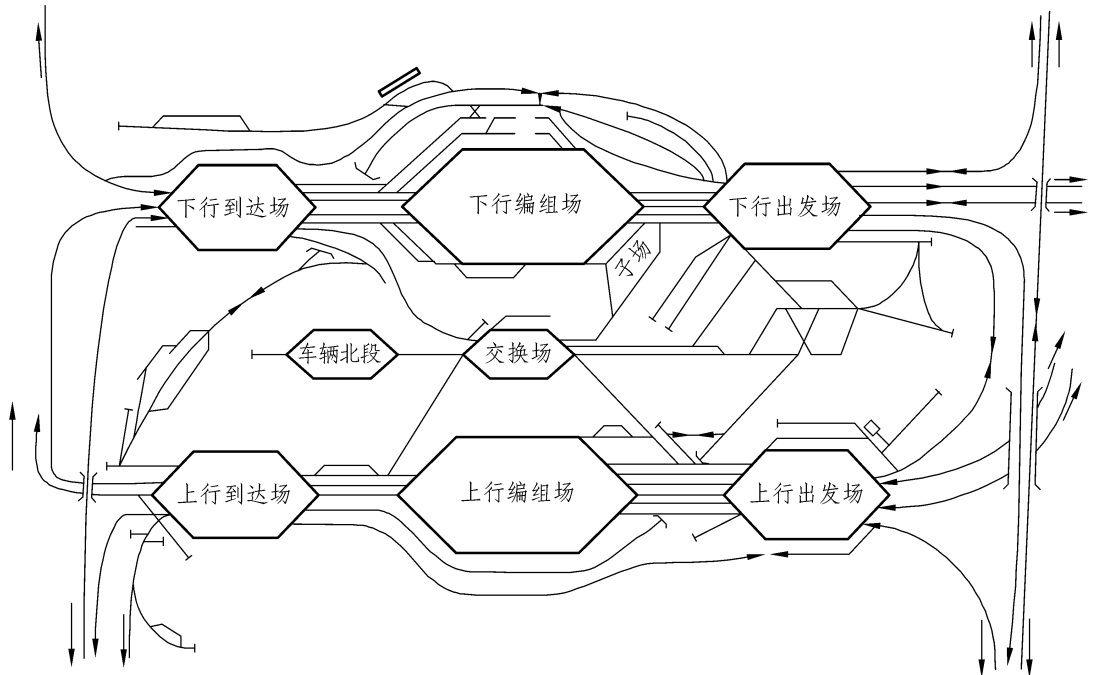 下行到达场
下行编组场
下行出发场
子场
车辆北段
交换场
上行到达场
上行编组场
上行出发场